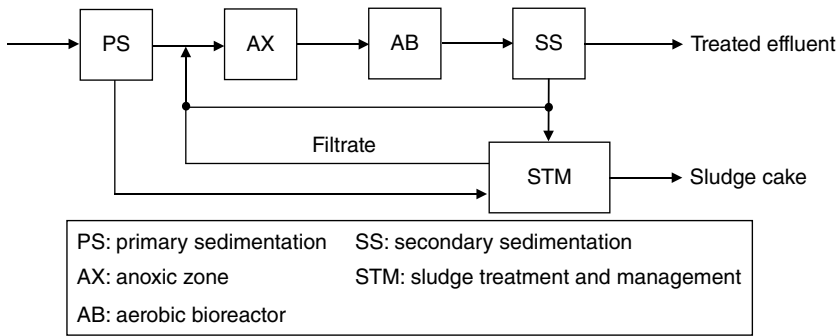 PS
AX
AB
SS
Treated effluent
Filtrate
STM
Sludge cake
PS: primary sedimentation SS: secondary sedimentation
AX: anoxic zone STM: sludge treatment and management
AB: aerobic bioreactor